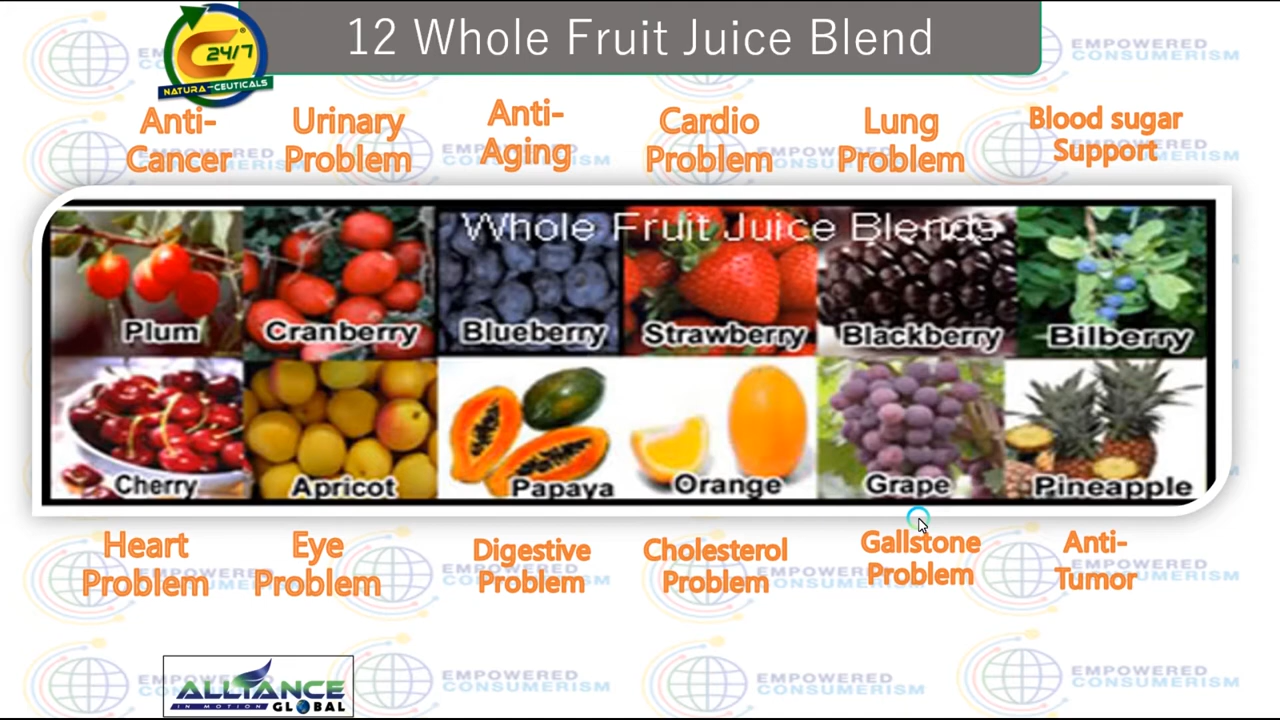 12 Whole Fruit Juice Blend
C 24/7
NATURA-CEUTICALS
Anti-
Cancer
Urinary
Problem
Anti-
Aging
Cardio
Problem
Lung
Problem
Blood sugar
Support
Whole Fruit Juice Blends
Plum
Cranberry
Blueberry
Strawberry
Blackberry
Bilberry
Cherry
Apricot
Papaya
Orange
Grape
Pineapple
Heart
Problem
Eye
Problem
Digestive
Problem
Cholesterol
Problem
Gallstone
Problem
Anti-
Tumor
ALLIANCE
IN MOTION GLOBAL
EMPOWERED
CONSUMERISM